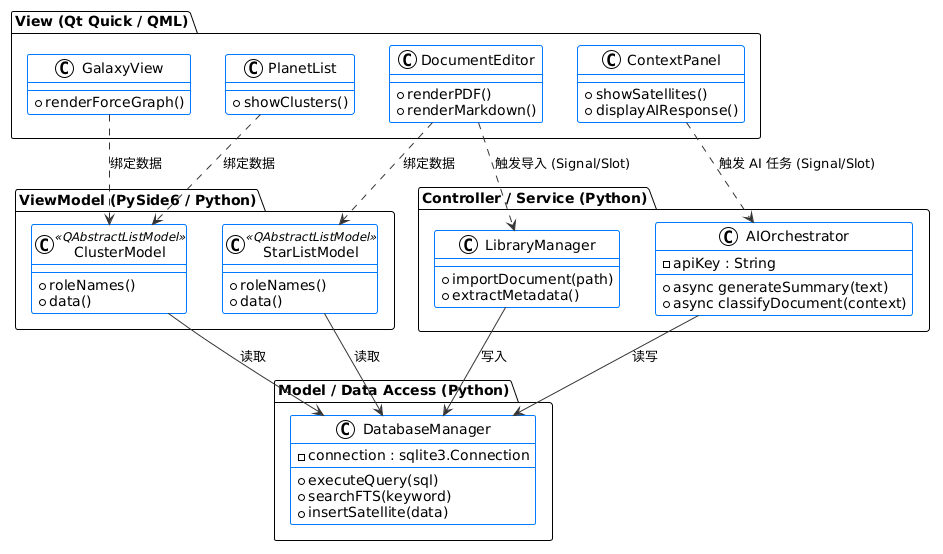 View (Qt Quick / QML)
C GalaxyView
renderForceGraph()
C PlanetList
showClusters()
C DocumentEditor
renderPDF()
renderMarkdown()
C ContextPanel
showSatellites()
displayAIResponse()
绑定数据
绑定数据
绑定数据
触发导入 (Signal/Slot)
触发 AI 任务 (Signal/Slot)
ViewModel (PySide6 / Python)
C «QAbstractListModel»
ClusterModel
roleNames()
data()
C «QAbstractListModel»
StarListModel
roleNames()
data()
Controller / Service (Python)
C LibraryManager
importDocument(path)
extractMetadata()
C AIOrchestrator
apiKey : String
async generateSummary(text)
async classifyDocument(context)
读取
读取
写入
读写
Model / Data Access (Python)
C DatabaseManager
connection : sqlite3.Connection
executeQuery(sql)
searchFTS(keyword)
insertSatellite(data)